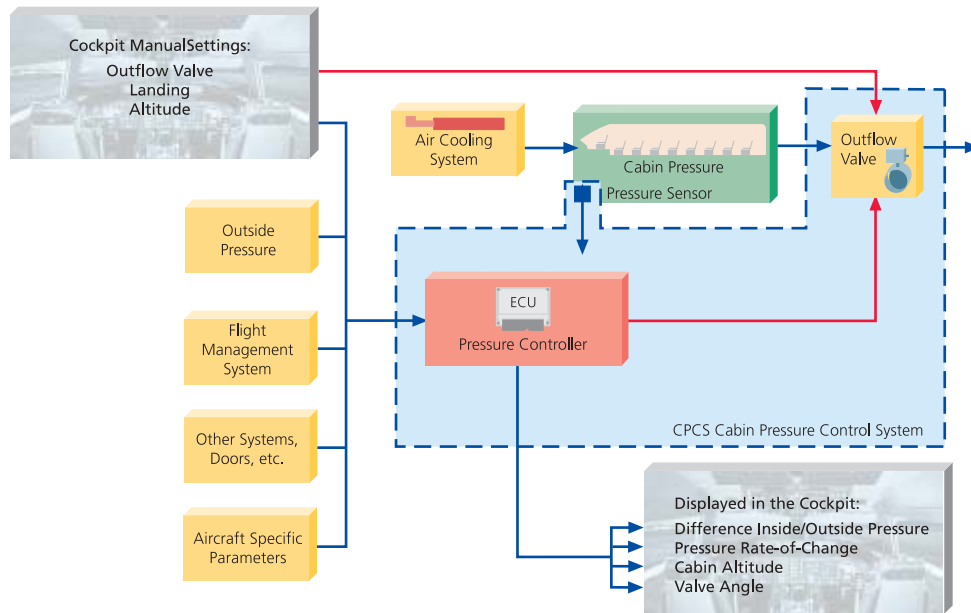 Cockpit ManualSettings:
Outflow Valve
Landing
Altitude
Air Cooling
System
Cabin Pressure
Outflow
Valve
Pressure Sensor
Outside
Pressure
ECU
Pressure Controller
Flight
Management
System
Other Systems,
Doors, etc.
CPCS Cabin Pressure Control System
Aircraft Specific
Parameters
Displayed in the Cockpit:
Difference Inside/Outside Pressure
Pressure Rate-of-Change
Cabin Altitude
Valve Angle